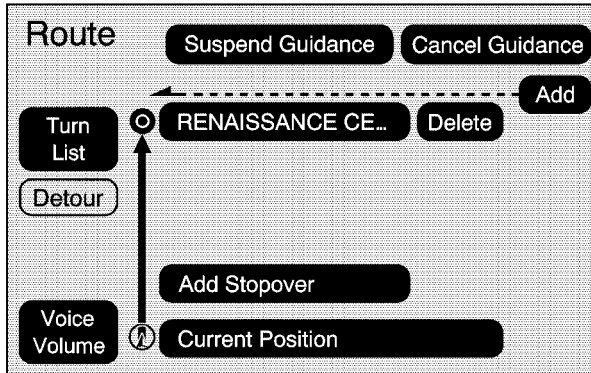 Route
Suspend Guidance
Cancel Guidance
Add
Turn
List
RENAISSANCE CE...
Delete
Detour
Add Stopover
Voice
Volume
Current Position